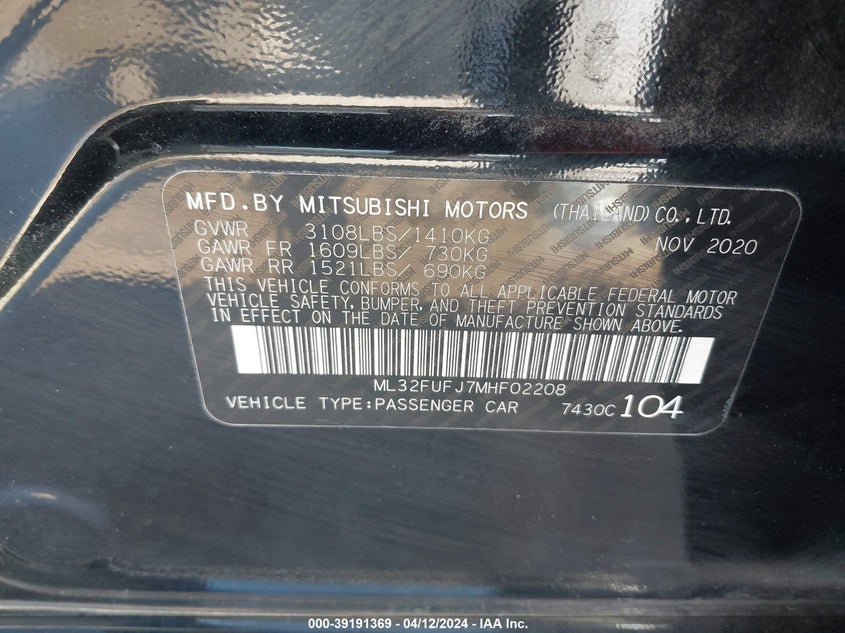 MFD.BY MITSUBISHI MOTORS (THAILAND) CO., LTD.
GVWR 3108LBS/1410KG NOV 2020
GAWR FR 1609LBS/ 730KG
GAWR RR 1521LBS/ 690KG
THIS VEHICLE CONFORMS TO ALL APPLICABLE FEDERAL MOTOR
VEHICLE SAFETY, BUMPER, AND THEFT PREVENTION STANDARDS
IN EFFECT ON THE DATE OF MANUFACTURE SHOWN ABOVE.
ML32FUFJ7MHF02208
VEHICLE TYPE:PASSENGER CAR 7430C104
000-39191369 - 04/12/2024 - IAA Inc.